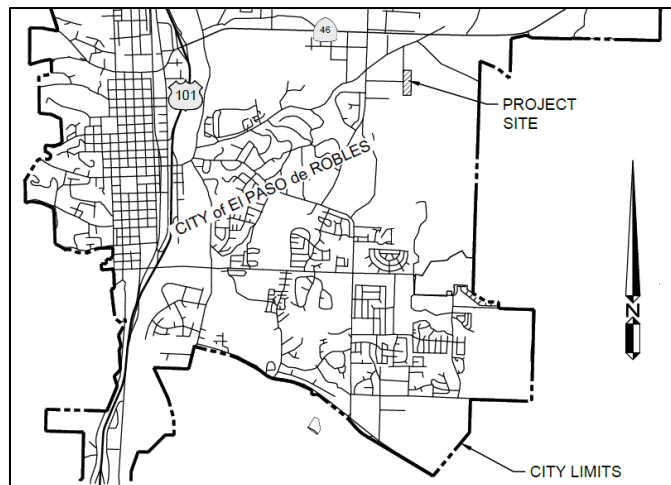 46
101
PROJECT
SITE
CITY of El PASO de ROBLES
N
CITY LIMITS